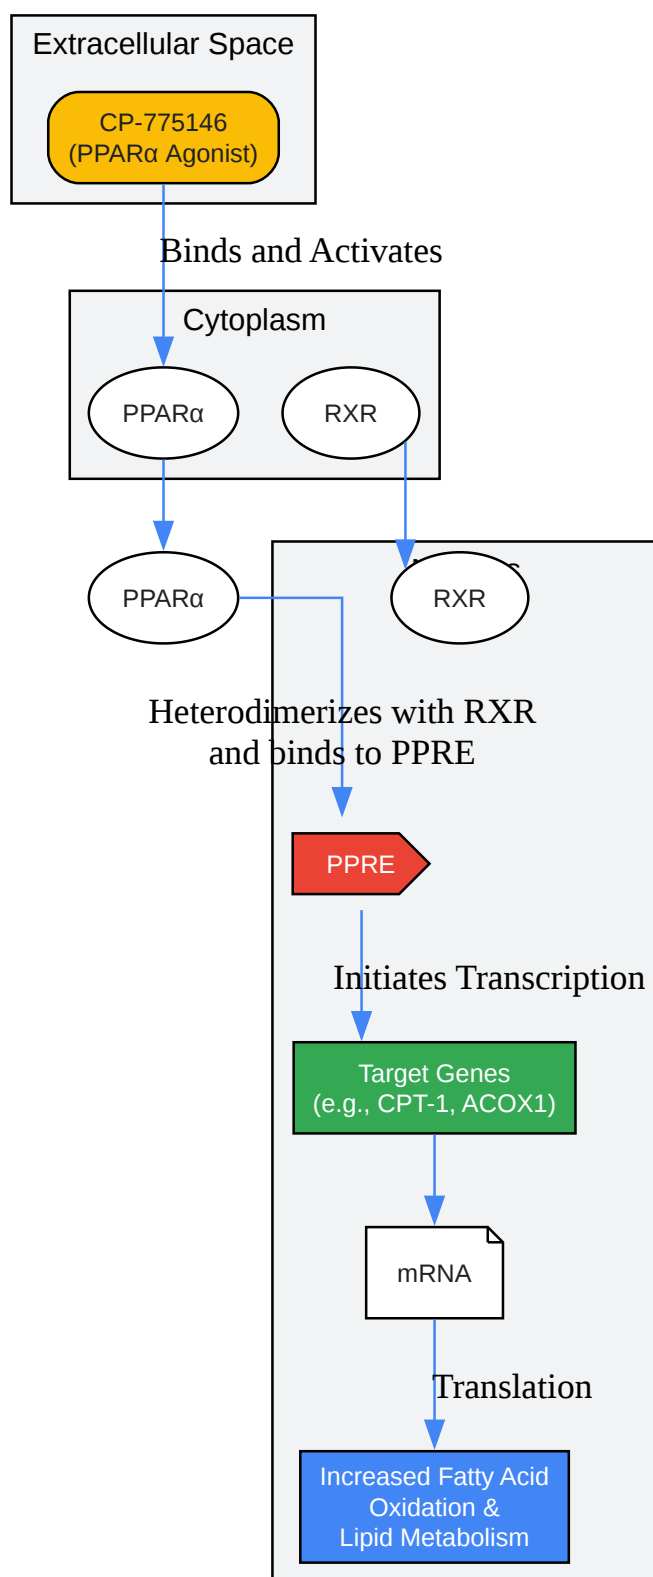 Extracellular Space
CP-775146
(PPARα Agonist)
Binds and Activates
Cytoplasm
PPARα
RXR
PPARα
RXR
Heterodimerizes with RXR
and binds to PPRE
PPRE
Initiates Transcription
Target Genes
(e.g., CPT-1, ACOX1)
mRNA
Translation
Increased Fatty Acid
Oxidation &
Lipid Metabolism